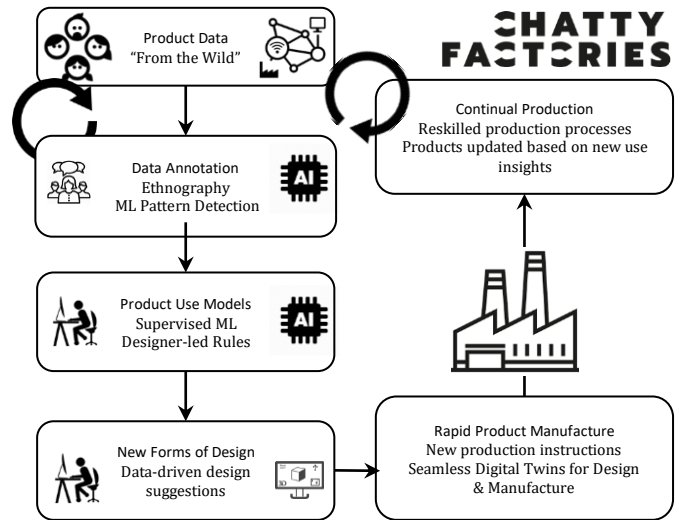 Product Data
“From the Wild”
CHATTY
FACTORIES
Continual Production
Reskilled production processes
Products updated based on new use
insights
Data Annotation
Ethnography
ML Pattern Detection
AI
Product Use Models
Supervised ML
Designer-led Rules
AI
New Forms of Design
Data-driven design
suggestions
3D
Rapid Product Manufacture
New production instructions
Seamless Digital Twins for Design
& Manufacture